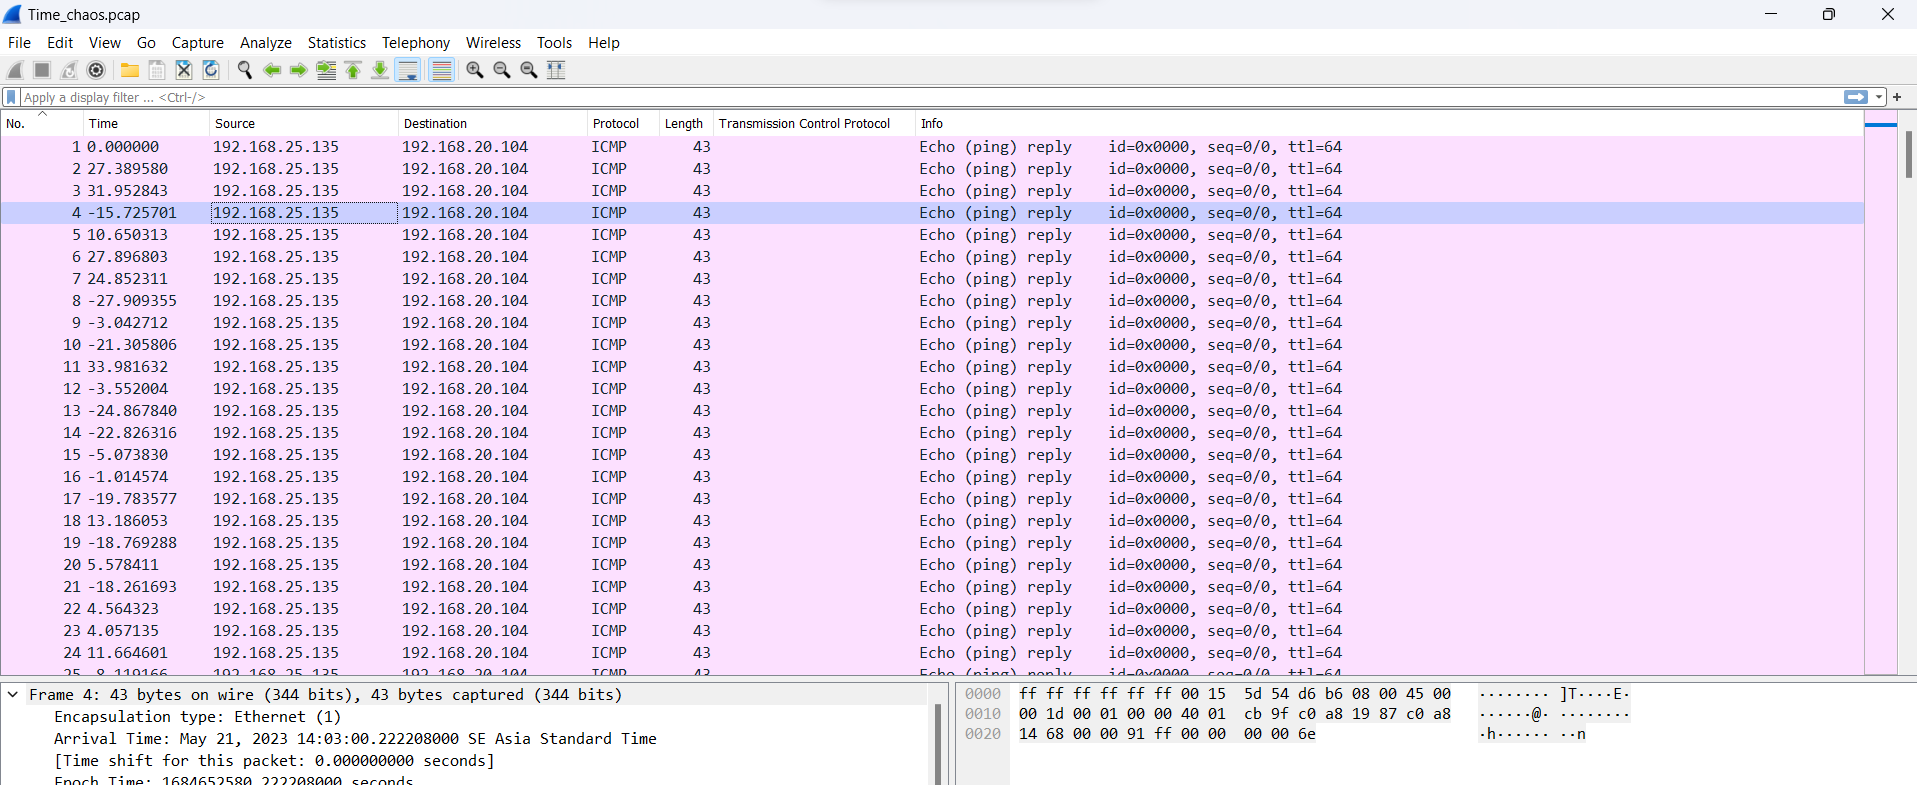 Time_chaos.pcap
File Edit View Go Capture Analyze Statistics Telephony Wireless Tools Help
Apply a display filter ... <Ctrl-/>
No. Time Source Destination Protocol Length Transmission Control Protocol Info
1 0.000000 192.168.25.135 192.168.20.104 ICMP 43 Echo (ping) reply id=0x0000, seq=0/0, ttl=64
2 27.389580 192.168.25.135 192.168.20.104 ICMP 43 Echo (ping) reply id=0x0000, seq=0/0, ttl=64
3 31.952843 192.168.25.135 192.168.20.104 ICMP 43 Echo (ping) reply id=0x0000, seq=0/0, ttl=64
4 -15.725701 192.168.25.135 192.168.20.104 ICMP 43 Echo (ping) reply id=0x0000, seq=0/0, ttl=64
5 10.650313 192.168.25.135 192.168.20.104 ICMP 43 Echo (ping) reply id=0x0000, seq=0/0, ttl=64
6 27.896803 192.168.25.135 192.168.20.104 ICMP 43 Echo (ping) reply id=0x0000, seq=0/0, ttl=64
7 24.852311 192.168.25.135 192.168.20.104 ICMP 43 Echo (ping) reply id=0x0000, seq=0/0, ttl=64
8 -27.909355 192.168.25.135 192.168.20.104 ICMP 43 Echo (ping) reply id=0x0000, seq=0/0, ttl=64
9 -3.042712 192.168.25.135 192.168.20.104 ICMP 43 Echo (ping) reply id=0x0000, seq=0/0, ttl=64
10 -21.305806 192.168.25.135 192.168.20.104 ICMP 43 Echo (ping) reply id=0x0000, seq=0/0, ttl=64
11 33.981632 192.168.25.135 192.168.20.104 ICMP 43 Echo (ping) reply id=0x0000, seq=0/0, ttl=64
12 -3.552004 192.168.25.135 192.168.20.104 ICMP 43 Echo (ping) reply id=0x0000, seq=0/0, ttl=64
13 -24.867840 192.168.25.135 192.168.20.104 ICMP 43 Echo (ping) reply id=0x0000, seq=0/0, ttl=64
14 -22.826316 192.168.25.135 192.168.20.104 ICMP 43 Echo (ping) reply id=0x0000, seq=0/0, ttl=64
15 -5.073830 192.168.25.135 192.168.20.104 ICMP 43 Echo (ping) reply id=0x0000, seq=0/0, ttl=64
16 -1.014574 192.168.25.135 192.168.20.104 ICMP 43 Echo (ping) reply id=0x0000, seq=0/0, ttl=64
17 -19.783577 192.168.25.135 192.168.20.104 ICMP 43 Echo (ping) reply id=0x0000, seq=0/0, ttl=64
18 13.186053 192.168.25.135 192.168.20.104 ICMP 43 Echo (ping) reply id=0x0000, seq=0/0, ttl=64
19 -18.769288 192.168.25.135 192.168.20.104 ICMP 43 Echo (ping) reply id=0x0000, seq=0/0, ttl=64
20 5.578411 192.168.25.135 192.168.20.104 ICMP 43 Echo (ping) reply id=0x0000, seq=0/0, ttl=64
21 -18.261693 192.168.25.135 192.168.20.104 ICMP 43 Echo (ping) reply id=0x0000, seq=0/0, ttl=64
22 4.564323 192.168.25.135 192.168.20.104 ICMP 43 Echo (ping) reply id=0x0000, seq=0/0, ttl=64
23 4.057135 192.168.25.135 192.168.20.104 ICMP 43 Echo (ping) reply id=0x0000, seq=0/0, ttl=64
24 11.664601 192.168.25.135 192.168.20.104 ICMP 43 Echo (ping) reply id=0x0000, seq=0/0, ttl=64
Frame 4: 43 bytes on wire (344 bits), 43 bytes captured (344 bits)
Encapsulation type: Ethernet (1)
Arrival Time: May 21, 2023 14:03:00.222208000 SE Asia Standard Time
[Time shift for this packet: 0.000000000 seconds]
Epoch Time: 1684652580.222208000 seconds
0000 ff ff ff ff ff ff 00 15 5d 54 d6 b6 08 00 45 00 ········ ]T····E·
0010 00 1d 00 01 00 00 40 01 cb 9f c0 a8 19 87 c0 a8 ······@· ········
0020 14 68 00 00 91 ff 00 00 00 00 6e ·h······ ··n